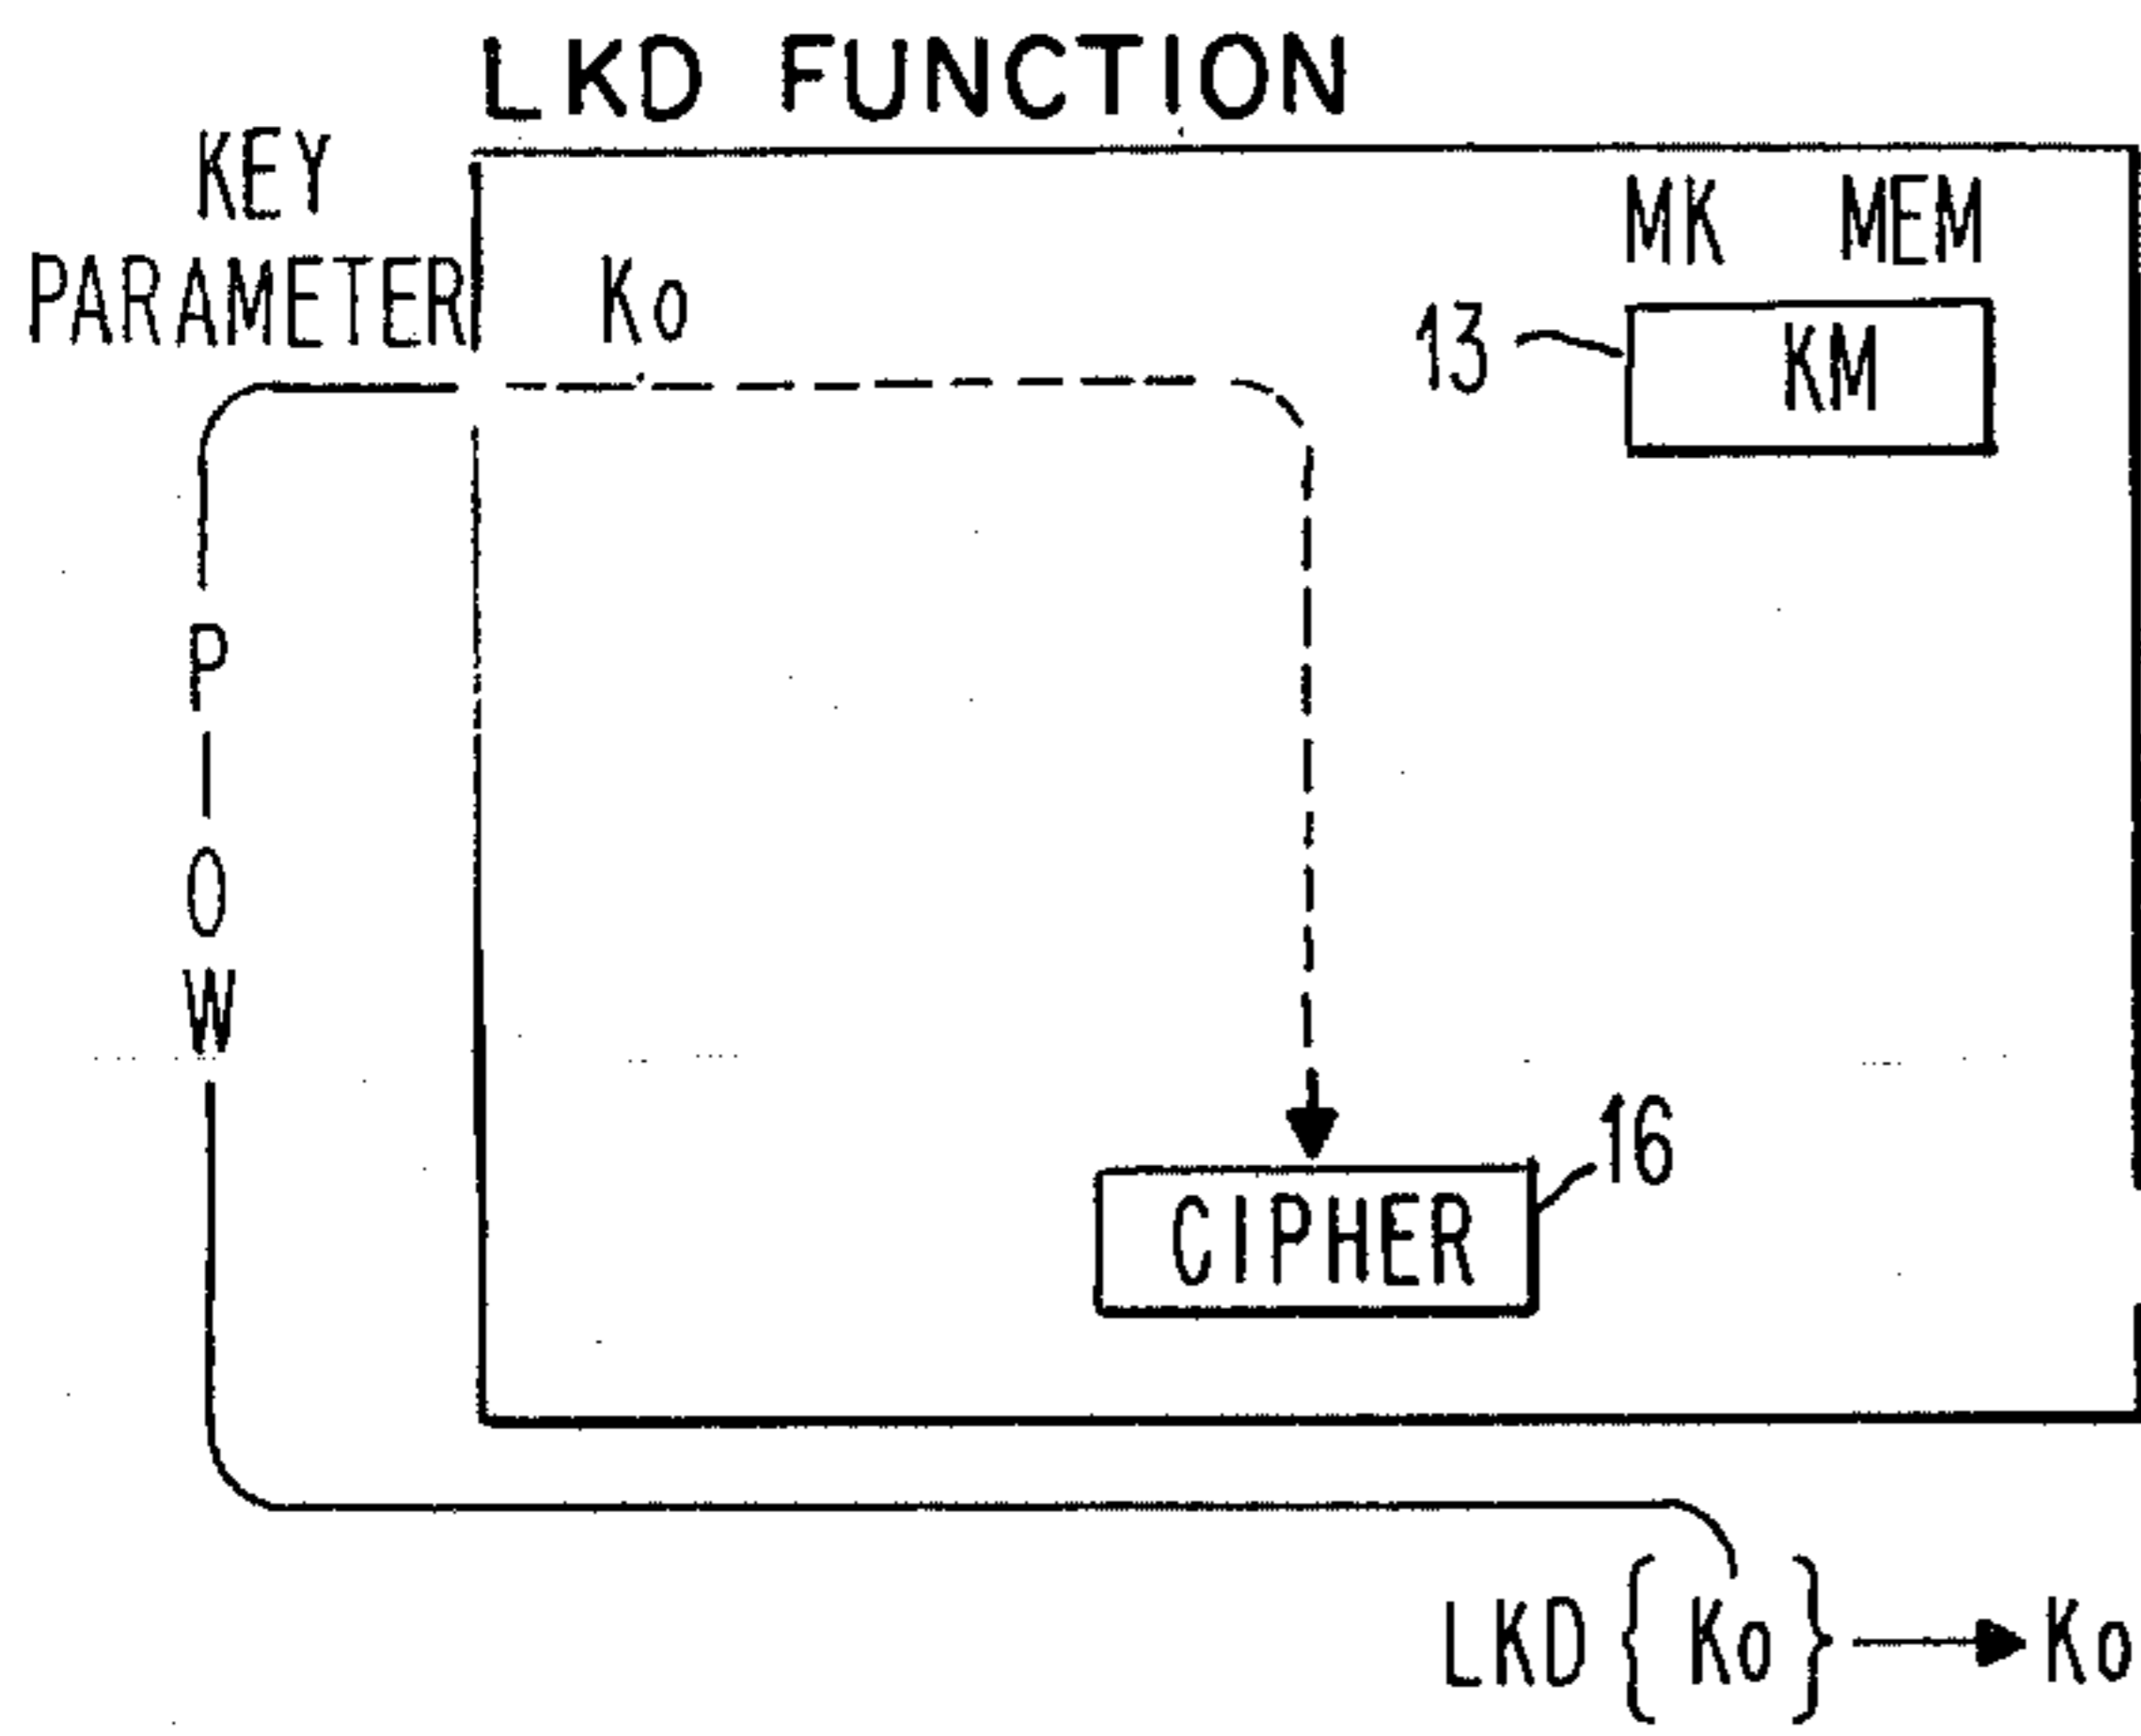 LKD FUNCTION
KEY
PARAMETER
Ko
MK MEM
13
KM
P
I
O
W
16
CIPHER
LKD { Ko } Ko